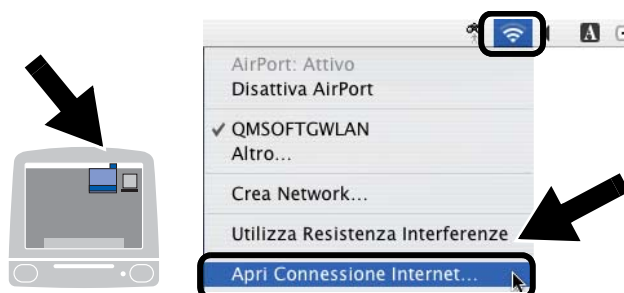 A
AirPort: Attivo
Disattiva AirPort
✓ QMSOFTGWLAN
Altro...
Crea Network...
Utilizza Resistenza Interferenze
Apri Connessione Internet...